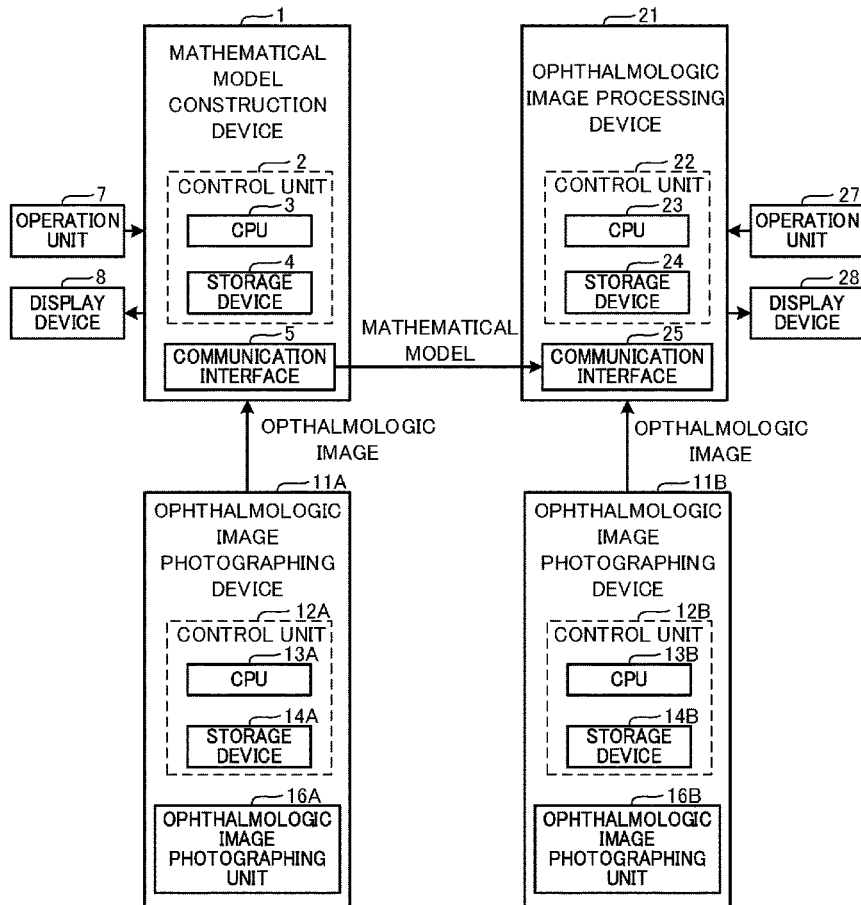 1
MATHEMATICAL
MODEL
CONSTRUCTION
DEVICE
2
CONTROL UNIT
3
CPU
4
STORAGE
DEVICE
5
COMMUNICATION
INTERFACE
7
OPERATION
UNIT
8
DISPLAY
DEVICE
MATHEMATICAL
MODEL
21
OPHTHALMOLOGIC
IMAGE PROCESSING
DEVICE
22
CONTROL UNIT
23
CPU
24
STORAGE
DEVICE
25
COMMUNICATION
INTERFACE
27
OPERATION
UNIT
28
DISPLAY
DEVICE
OPTHALMOLOGIC
IMAGE
OPTHALMOLOGIC
IMAGE
11A
OPHTHALMOLOGIC
IMAGE
PHOTOGRAPHING
DEVICE
12A
CONTROL UNIT
13A
CPU
14A
STORAGE
DEVICE
16A
OPHTHALMOLOGIC
IMAGE
PHOTOGRAPHING
UNIT
11B
OPHTHALMOLOGIC
IMAGE
PHOTOGRAPHING
DEVICE
12B
CONTROL UNIT
13B
CPU
14B
STORAGE
DEVICE
16B
OPHTHALMOLOGIC
IMAGE
PHOTOGRAPHING
UNIT